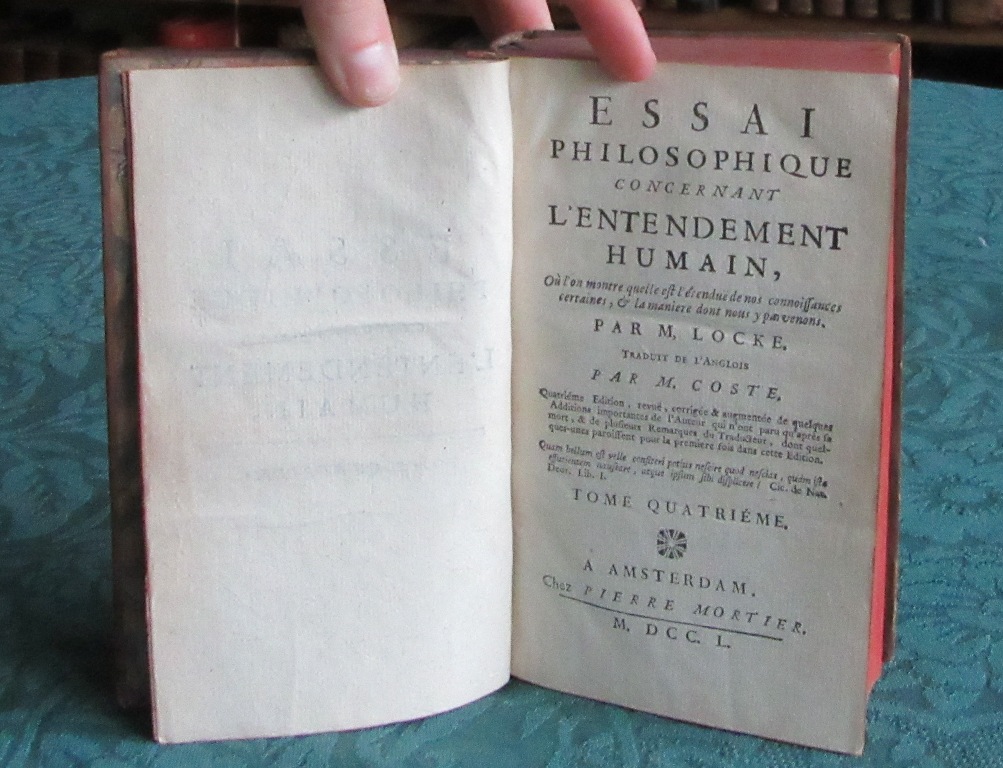 ESSAI
PHILOSOPHIQUE
CONCERNANT
L'ENTENDEMENT
HUMAIN,
Où l'on montre quelle est l'étenduë de nos connoissances
certaines, & la maniere dont nous y parvenons.
PAR M. LOCKE.
TRADUIT DE L'ANGLOIS
PAR M. COSTE.
Quatriéme Edition, revuë, corrigée & augmentée de quelques
Additions importantes de l'Auteur qui n'ont paru qu'après sa
mort, & de plusieurs Remarques du Traducteur, dont quel-
ques-unes paroissent pour la premiere fois dans cette Edition.
Quam bellum est velle confiteri potius nescire quod nescias, quàm ista
effutientem nauseare, atque ipsum sibi displicere! Cic. de Nat.
Deor. Lib. I.
TOME QUATRIÉME.
A AMSTERDAM.
Chez PIERRE MORTIER.
M. DCC. L.